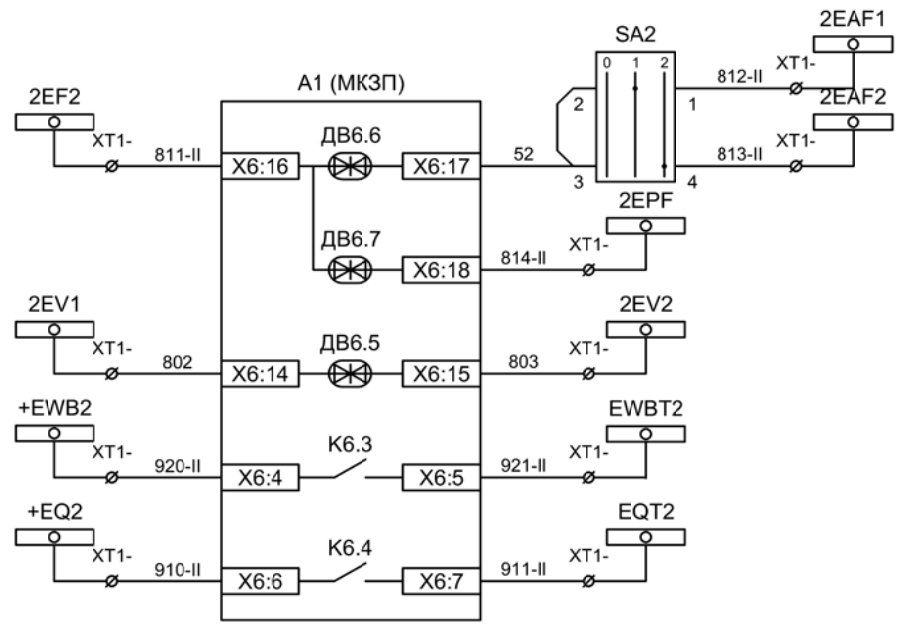 2EAF1
SA2
0 1 2
XT1-
812-II
2 1
2EAF2
А1 (МКЗП)
2EF2
XT1-
811-II
X6:16
ДВ6.6
X6:17
52
3 4
XT1-
813-II
2EPF
ДВ6.7
X6:18
814-II
XT1-
2EV1
XT1-
802
X6:14
ДВ6.5
X6:15
803
XT1-
2EV2
+EWB2
XT1-
920-II
X6:4
К6.3
X6:5
921-II
XT1-
EWBT2
+EQ2
XT1-
910-II
X6:6
К6.4
X6:7
911-II
XT1-
EQT2